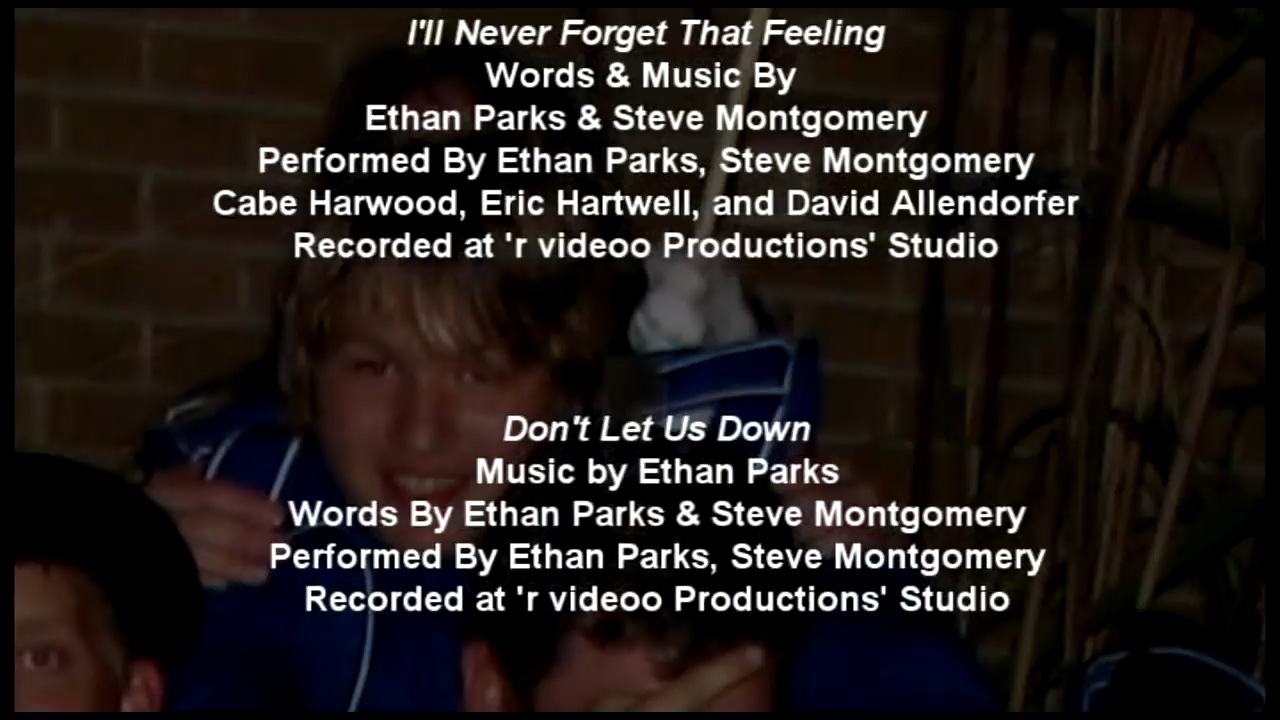 I'll Never Forget That Feeling
Words & Music By
Ethan Parks & Steve Montgomery
Performed By Ethan Parks, Steve Montgomery
Cabe Harwood, Eric Hartwell, and David Allendorfer
Recorded at 'r videoo Productions' Studio
Don't Let Us Down
Music by Ethan Parks
Words By Ethan Parks & Steve Montgomery
Performed By Ethan Parks, Steve Montgomery
Recorded at 'r videoo Productions' Studio